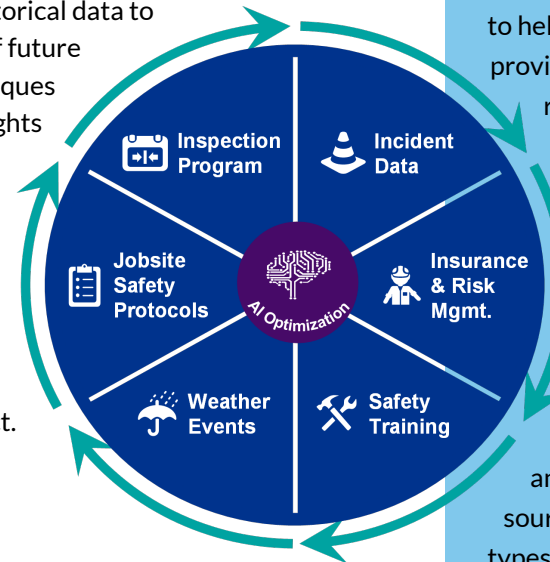 torical data to
f future
ques
ghts
to hel
provi
Inspection
Program
Incident
Data
Jobsite
Safety
Protocols
AI Optimization
Insurance
& Risk
Mgmt.
Weather
Events
Safety
Training
t.
an
sour
types